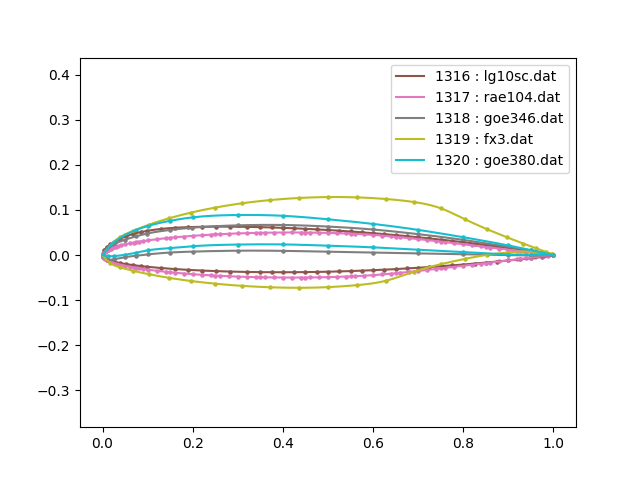 0.4
0.3
0.2
0.1
0.0
−0.1
−0.2
−0.3
0.0 0.2 0.4 0.6 0.8 1.0
1316 : lg10sc.dat
1317 : rae104.dat
1318 : goe346.dat
1319 : fx3.dat
1320 : goe380.dat